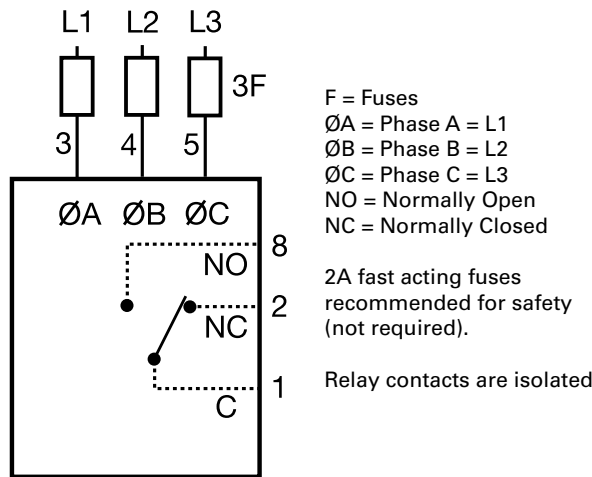 L1 L2 L3
3F
3 4 5
ØA ØB ØC
8
NO
2
NC
1
C
F = Fuses
ØA = Phase A = L1
ØB = Phase B = L2
ØC = Phase C = L3
NO = Normally Open
NC = Normally Closed
2A fast acting fuses
recommended for safety
(not required).
Relay contacts are isolated